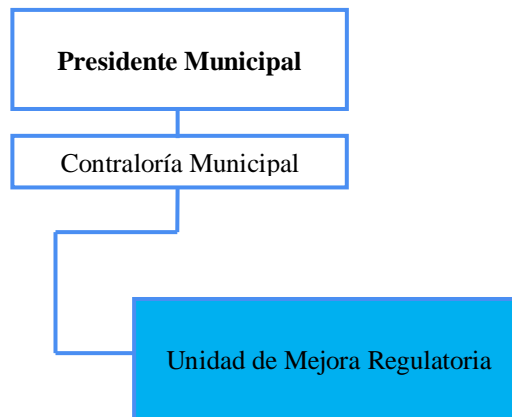 Presidente Municipal
Contraloría Municipal
Unidad de Mejora Regulatoria